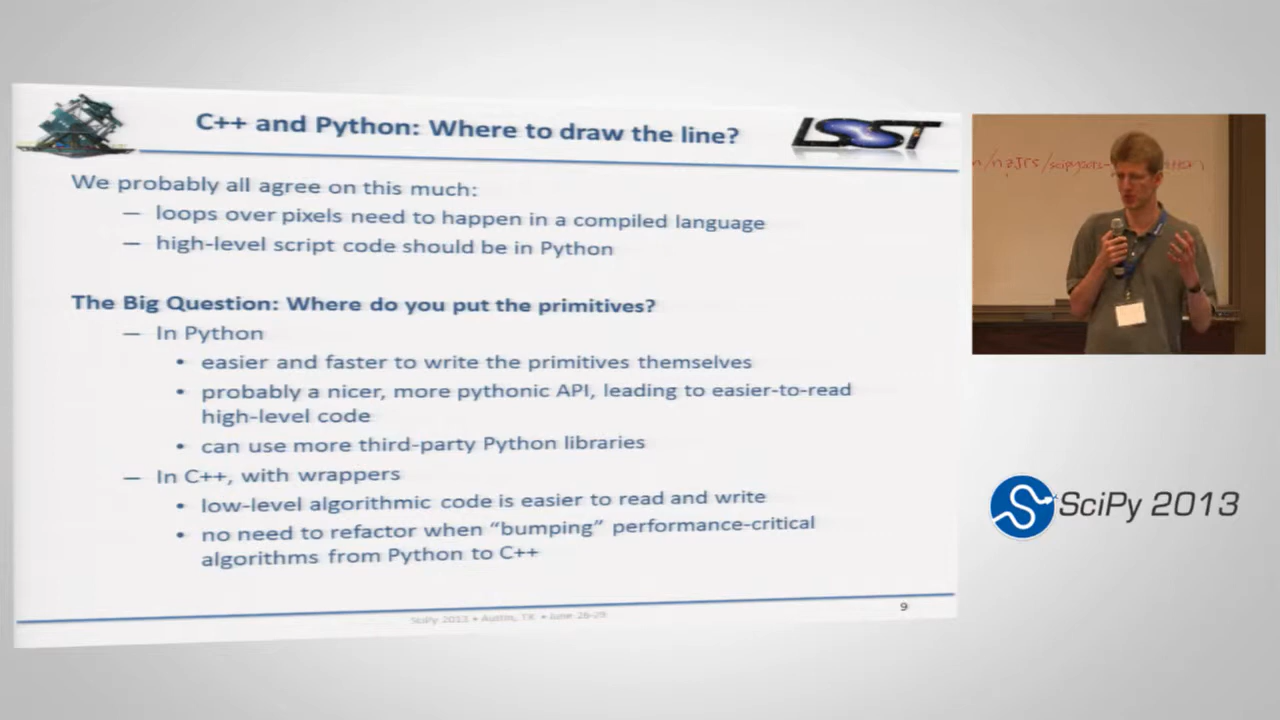 C++ and Python: Where to draw the line?
LSST
We probably all agree on this much:
— loops over pixels need to happen in a compiled language
— high-level script code should be in Python
The Big Question: Where do you put the primitives?
— In Python
• easier and faster to write the primitives themselves
• probably a nicer, more pythonic API, leading to easier-to-read
high-level code
• can use more third-party Python libraries
— In C++, with wrappers
• low-level algorithmic code is easier to read and write
• no need to refactor when “bumping” performance-critical
algorithms from Python to C++
SciPy 2013 • Austin, TX • June 26-29
9
SciPy 2013